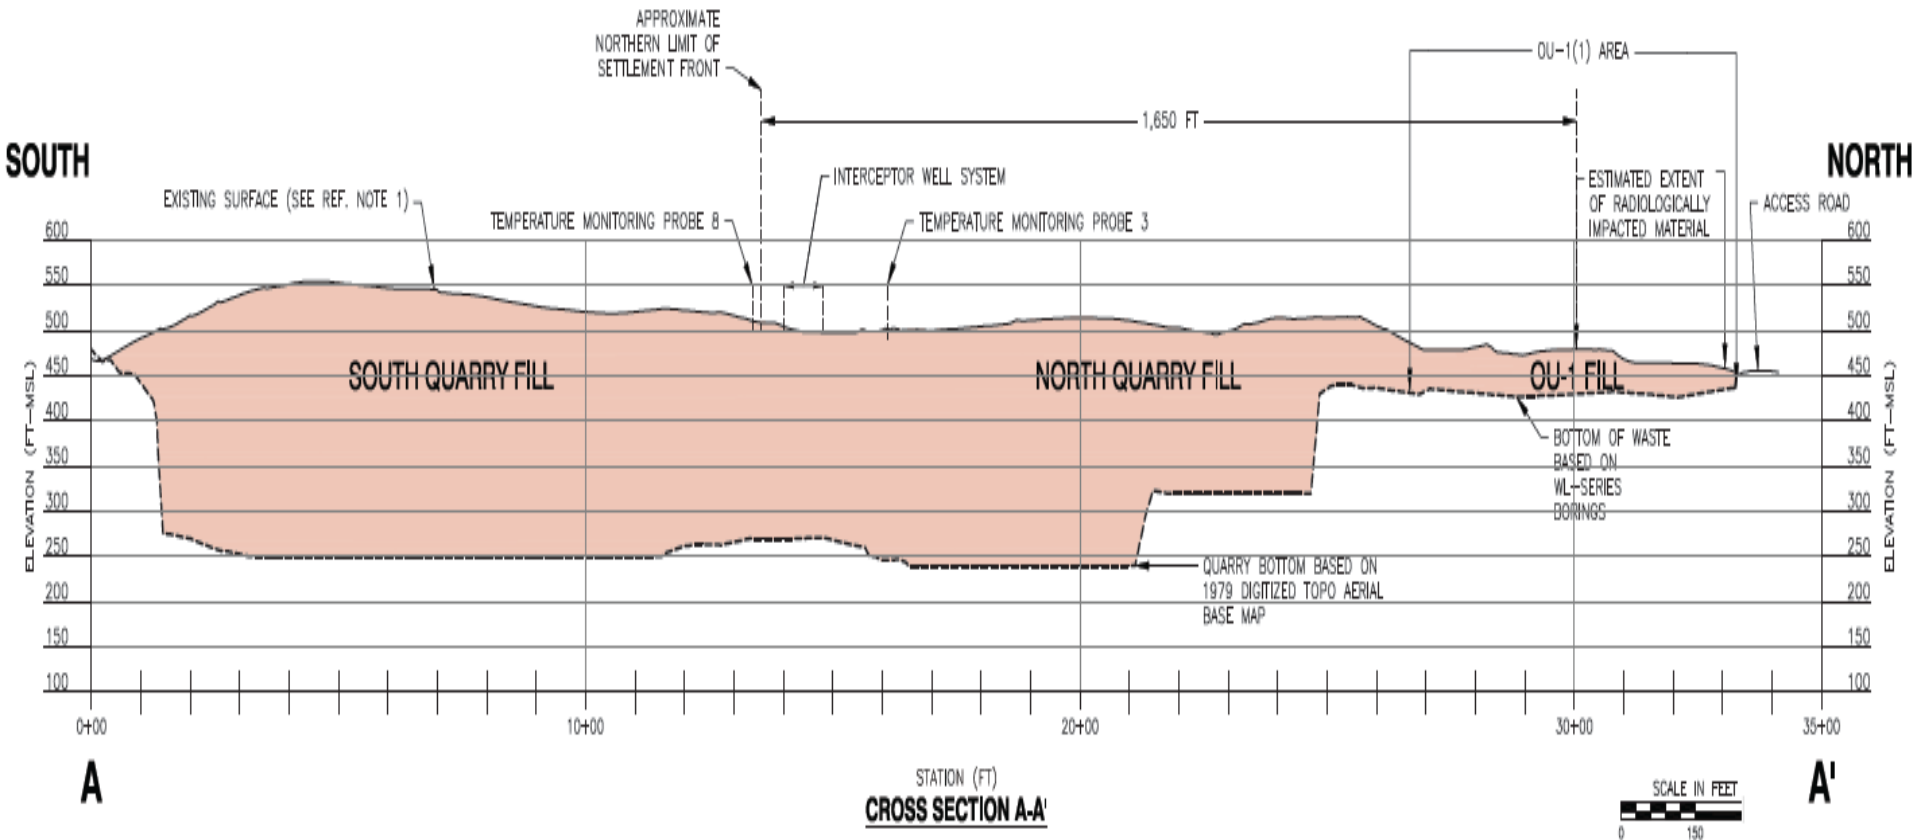 APPROXIMATE
NORTHERN LIMIT OF
SETTLEMENT FRONT
OU-1(1) AREA
1,650 FT
SOUTH
NORTH
INTERCEPTOR WELL SYSTEM
EXISTING SURFACE (SEE REF. NOTE 1)
TEMPERATURE MONITORING PROBE 8
TEMPERATURE MONITORING PROBE 3
ESTIMATED EXTENT
OF RADIOLOGICALLY
IMPACTED MATERIAL
ACCESS ROAD
600
550
500
450
400
350
300
250
200
150
100
ELEVATION (FT-MSL)
SOUTH QUARRY FILL
NORTH QUARRY FILL
OU-1 FILL
BOTTOM OF WASTE
BASED ON
WL-SERIES
BORINGS
QUARRY BOTTOM BASED ON
1979 DIGITIZED TOPO AERIAL
BASE MAP
600
550
500
450
400
350
300
250
200
150
100
ELEVATION (FT-MSL)
0+00
10+00
20+00
30+00
35+00
A
A'
STATION (FT)
CROSS SECTION A-A'
SCALE IN FEET
0
150